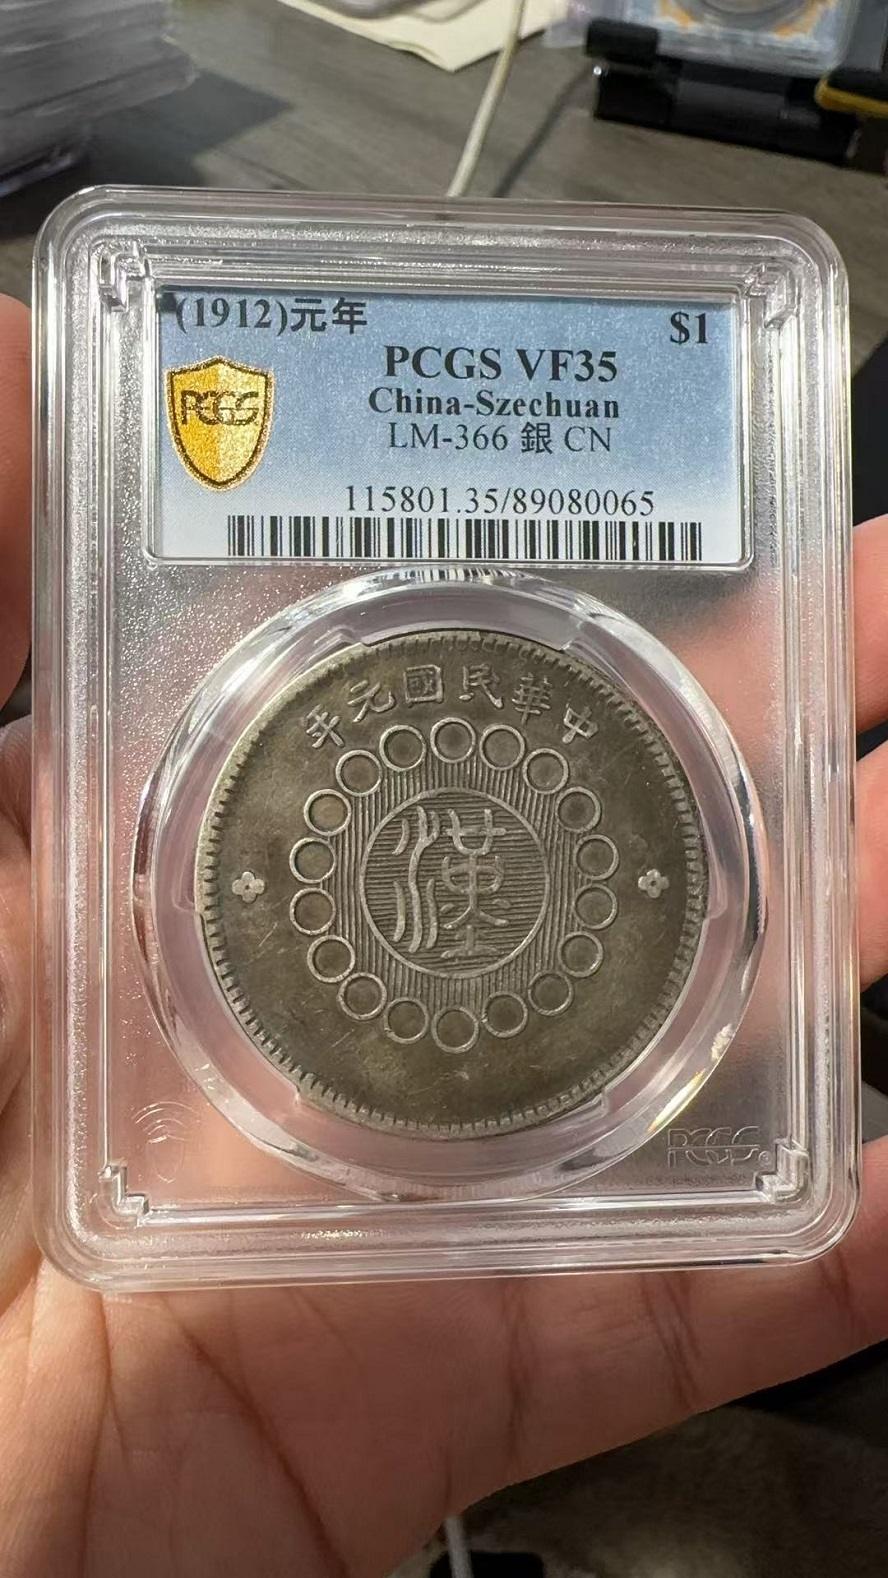 (1912)元年
$1
PCGS VF35
China-Szechuan
LM-366 銀 CN
PCGS
115801.35/89080065
年元國民華中
漢
PCGS